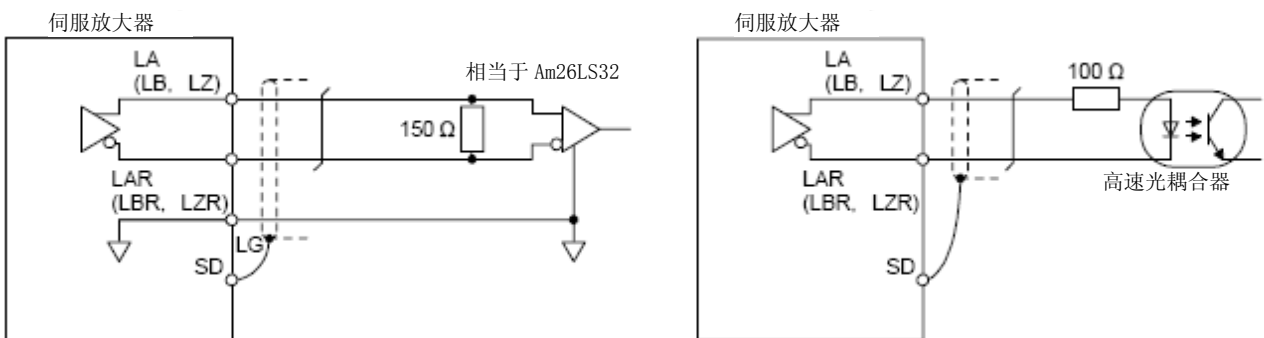 伺服放大器
LA
(LB, LZ)
相当于 Am26LS32
150 Ω
LAR
(LBR, LZR)
LG
SD
伺服放大器
LA
(LB, LZ)
100 Ω
高速光耦合器
LAR
(LBR, LZR)
SD